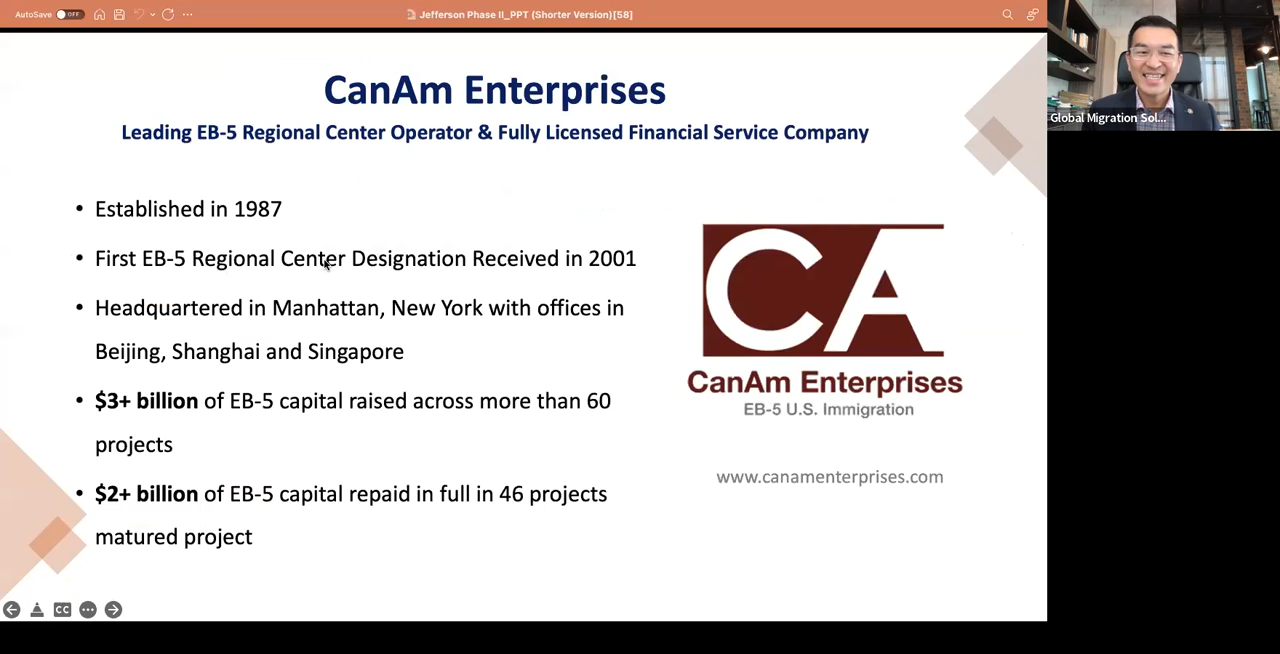 AutoSave OFF
Jefferson Phase II_PPT (Shorter Version)[58]
CanAm Enterprises
Leading EB-5 Regional Center Operator & Fully Licensed Financial Service Company
• Established in 1987
• First EB-5 Regional Center Designation Received in 2001
• Headquartered in Manhattan, New York with offices in
Beijing, Shanghai and Singapore
• $3+ billion of EB-5 capital raised across more than 60
projects
• $2+ billion of EB-5 capital repaid in full in 46 projects
matured project
CA
CanAm Enterprises
EB-5 U.S. Immigration
www.canamenterprises.com
Global Migration Sol...
CC